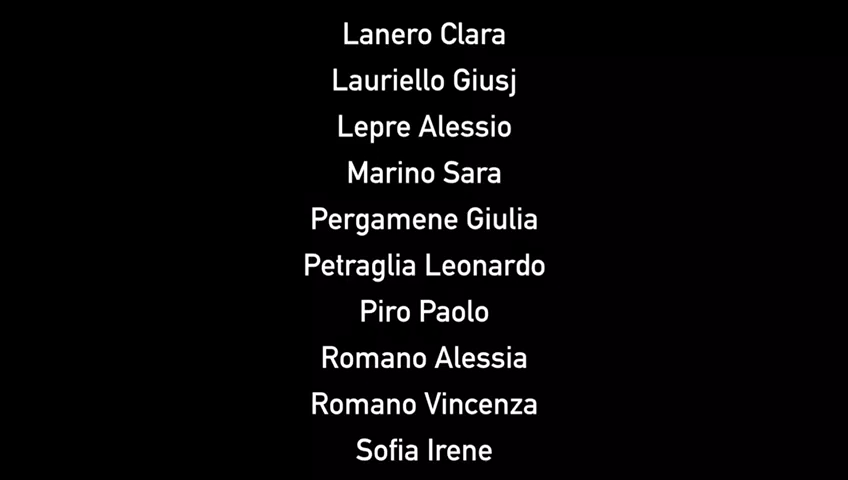 Lanero Clara
Lauriello Giusj
Lepre Alessio
Marino Sara
Pergamene Giulia
Petraglia Leonardo
Piro Paolo
Romano Alessia
Romano Vincenza
Sofia Irene